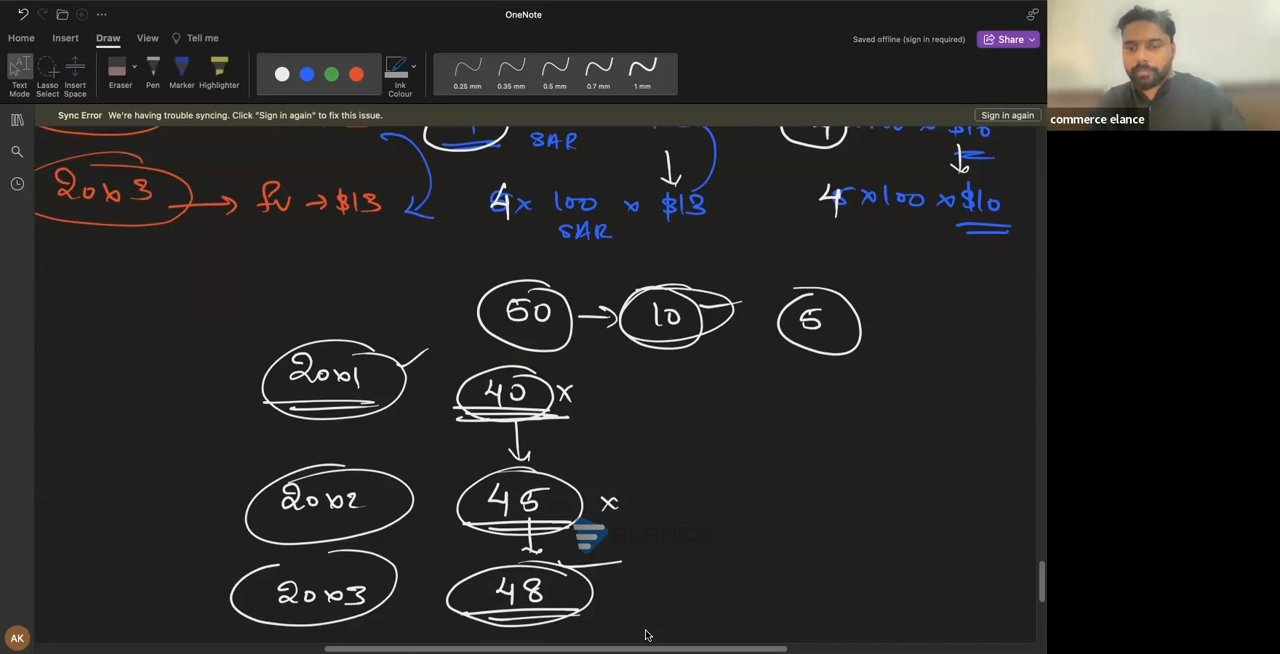 OneNote
Home Insert Draw View Tell me
Saved offline (sign in required) Share
Text Mode Lasso Select Insert Space Eraser Pen Marker Highlighter Ink Colour 0.25 mm 0.35 mm 0.5 mm 0.7 mm 1 mm
commerce elance
Sync Error We're having trouble syncing. Click "Sign in again" to fix this issue. Sign in again
SAR $10
20x3 → fv → $13 4 x 100 x $13 4 x 100 x $10
SAR
50 → 10 5
20x1 40 x
20x2 45 x
ELANCE
20x3 48
AK